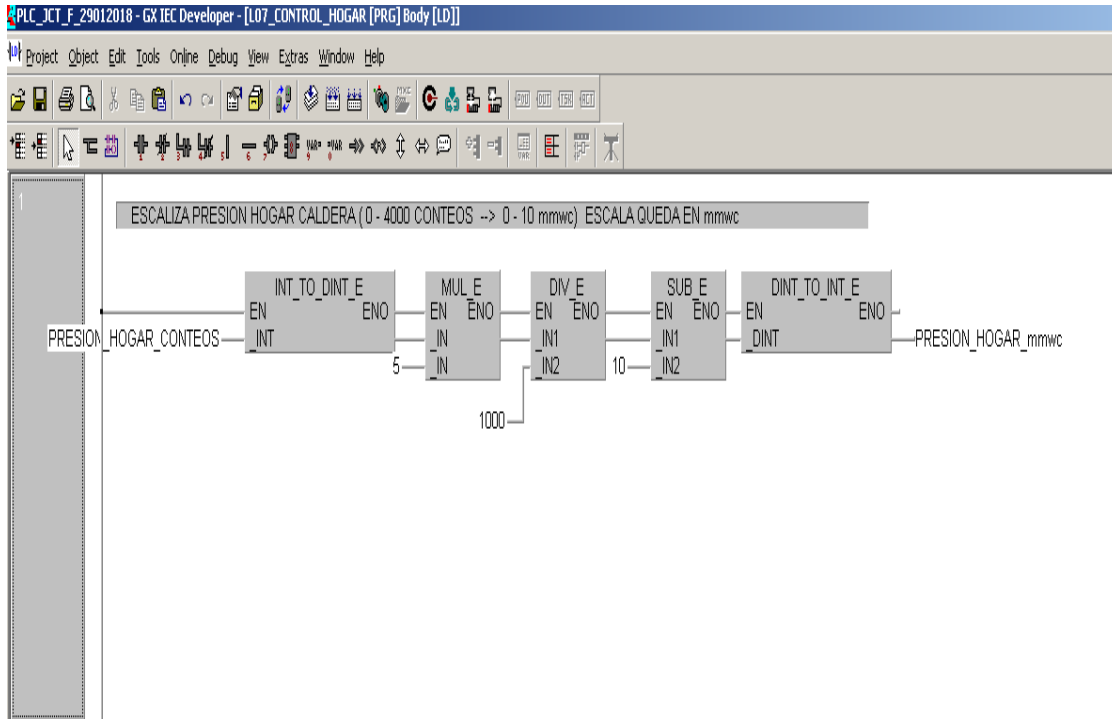 PLC_JCT_F_29012018 - GX IEC Developer - [L07_CONTROL_HOGAR [PRG] Body [LD]]
Project Object Edit Tools Online Debug View Extras Window Help
1
ESCALIZA PRESION HOGAR CALDERA ( 0 - 4000 CONTEOS --> 0 - 10 mmwc) ESCALA QUEDA EN mmwc
INT_TO_DINT_E MUL_E DIV_E SUB_E DINT_TO_INT_E
EN ENO EN ENO EN ENO EN ENO EN ENO
PRESION_HOGAR_CONTEOS _INT _IN _IN1 _IN1 _DINT PRESION_HOGAR_mmwc
5 _IN _IN2 10 _IN2
1000